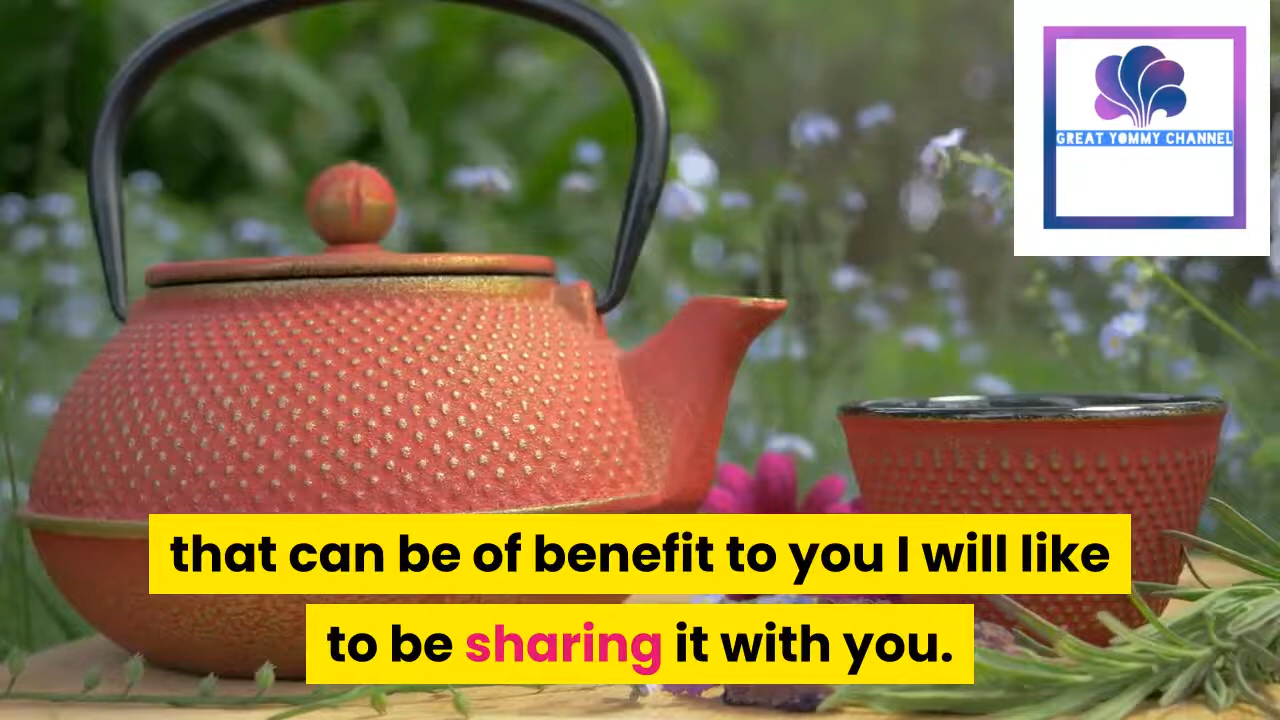 GREAT YOMMY CHANNEL
that can be of benefit to you I will like
to be sharing it with you.